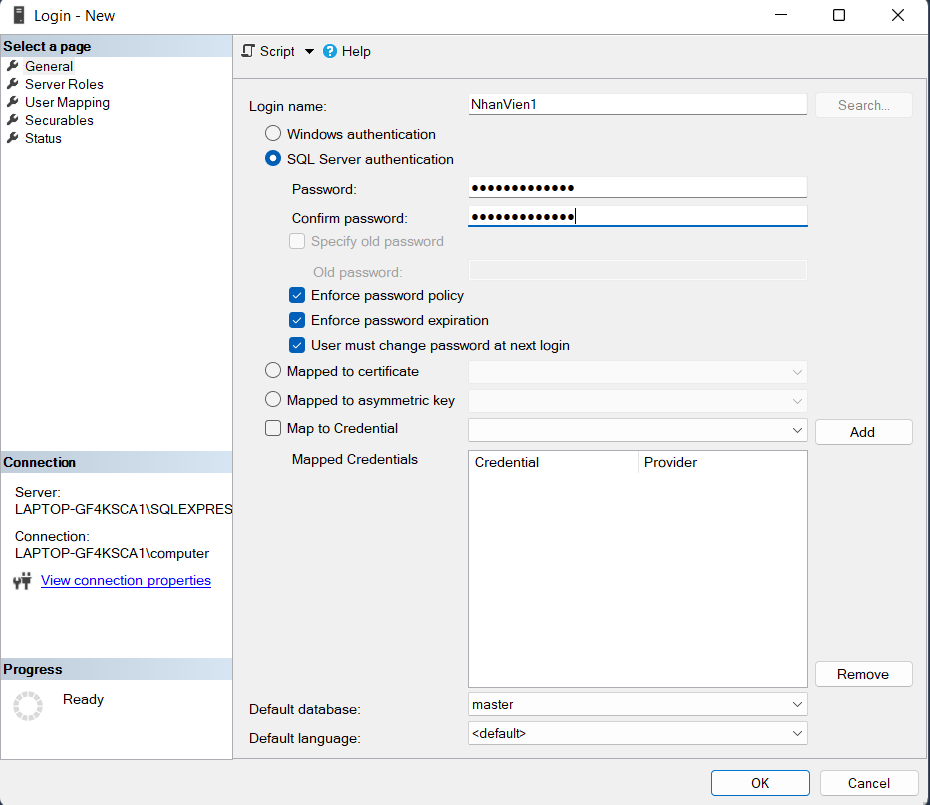 Login - New
Select a page
General
Server Roles
User Mapping
Securables
Status
Script Help
Login name: NhanVien1 Search...
Windows authentication
SQL Server authentication
Password: ●●●●●●●●●●●●●
Confirm password: ●●●●●●●●●●●●●
Specify old password
Old password:
Enforce password policy
Enforce password expiration
User must change password at next login
Mapped to certificate
Mapped to asymmetric key
Map to Credential Add
Mapped Credentials Credential Provider
Remove
Default database: master
Default language: <default>
Connection
Server:
LAPTOP-GF4KSCA1\SQLEXPRES
Connection:
LAPTOP-GF4KSCA1\computer
View connection properties
Progress
Ready
OK Cancel